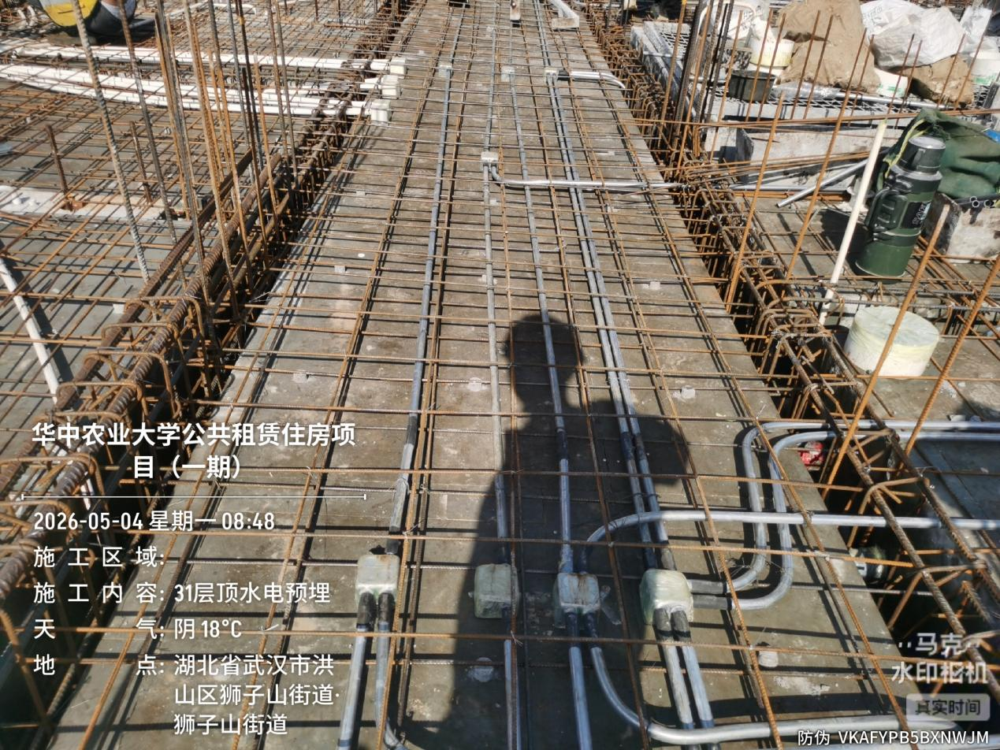 华中农业大学公共租赁住房项
目（一期）
2026-05-04 星期一 08:48
施工区域:
施工内容: 31层顶水电预埋
天气: 阴 18°C
地点: 湖北省武汉市洪
山区狮子山街道·
狮子山街道
马克
水印相机
真实时间
防伪 VKAFYPB5BXNWJM